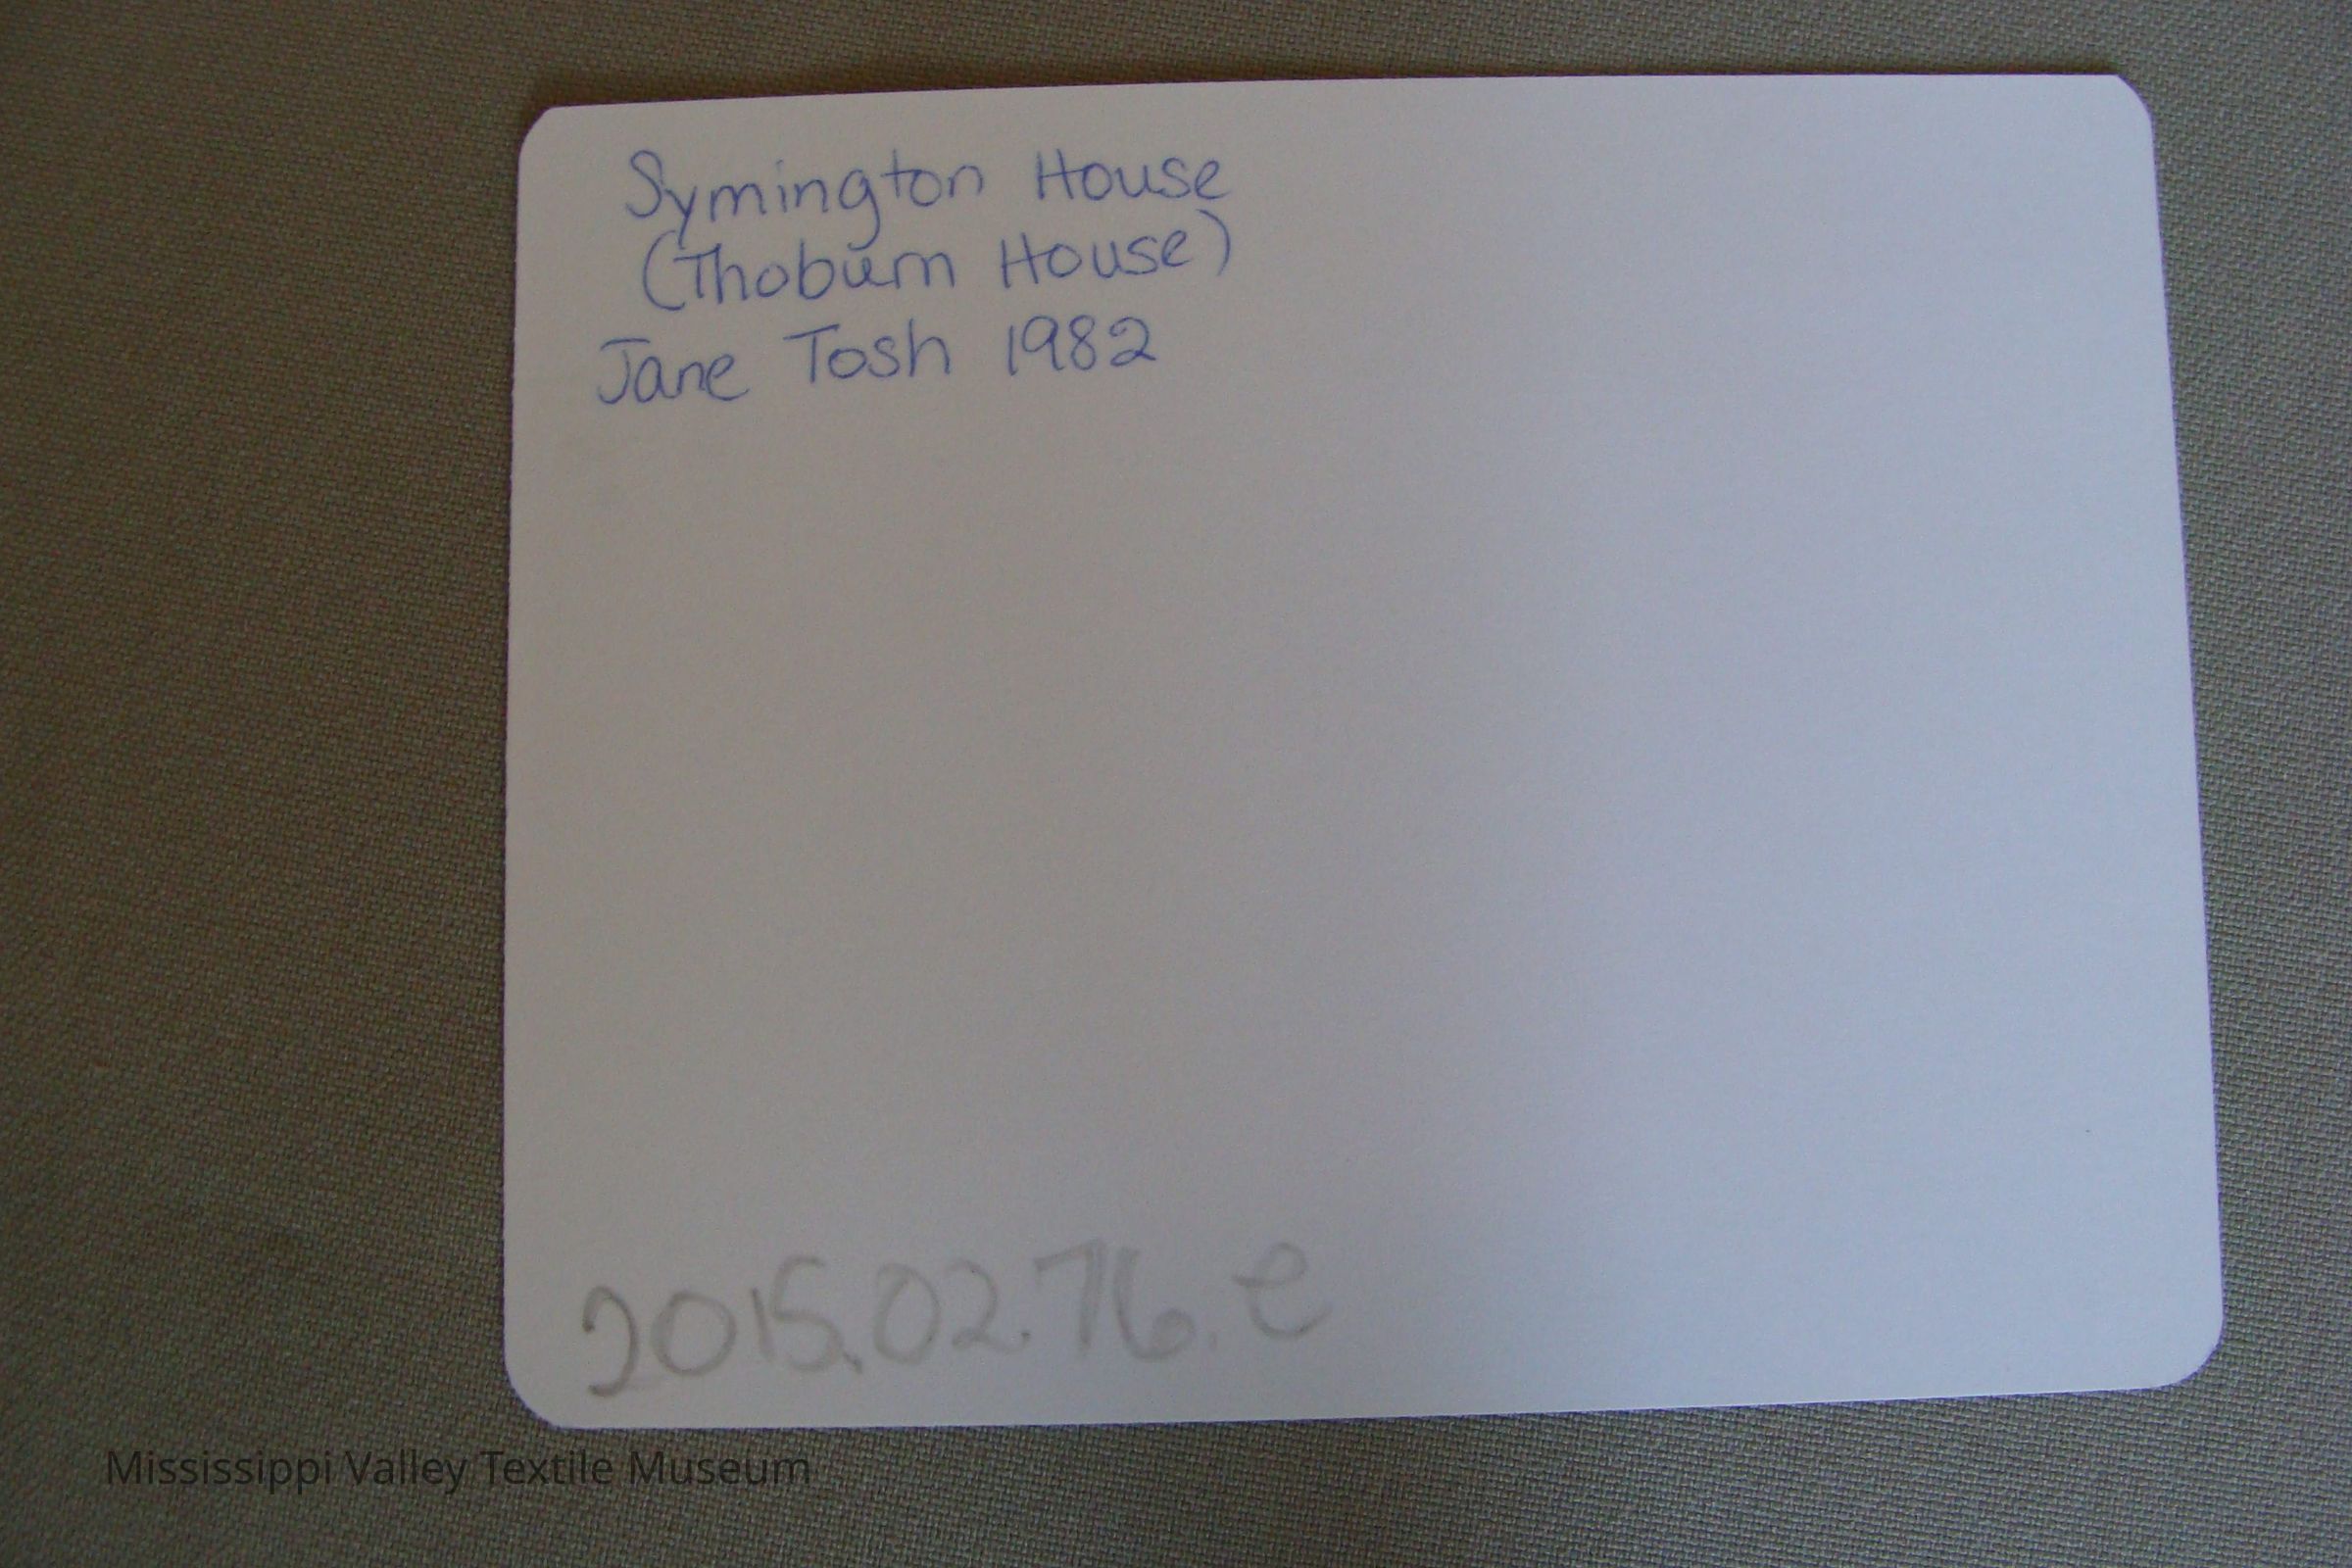 Symington House
(Thoburn House)
Jane Tosh 1982
2015.02.76.e
Mississippi Valley Textile Museum